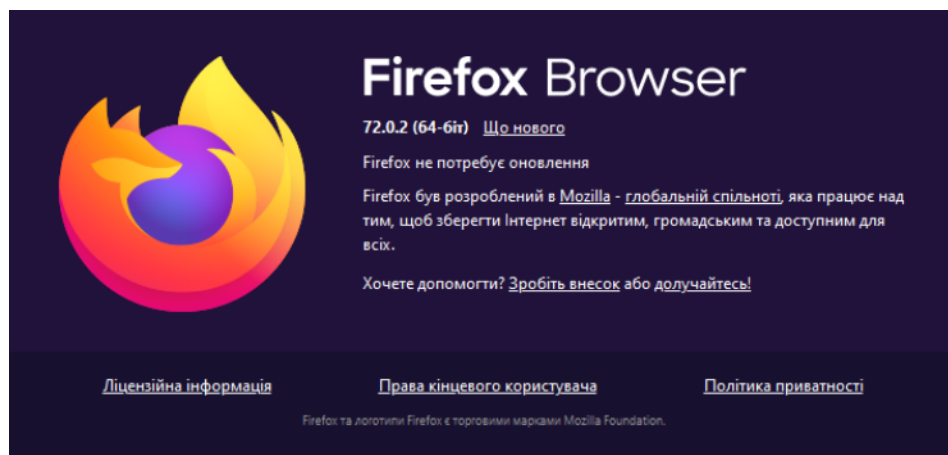 Firefox Browser
72.0.2 (64-біт) Що нового
Firefox не потребує оновлення
Firefox був розроблений в Mozilla - глобальній спільноті, яка працює над
тим, щоб зберегти Інтернет відкритим, громадським та доступним для
всіх.
Хочете допомогти? Зробіть внесок або долучайтесь!
Ліцензійна інформація Права кінцевого користувача Політика приватності
Firefox та логотипи Firefox є торговими марками Mozilla Foundation.